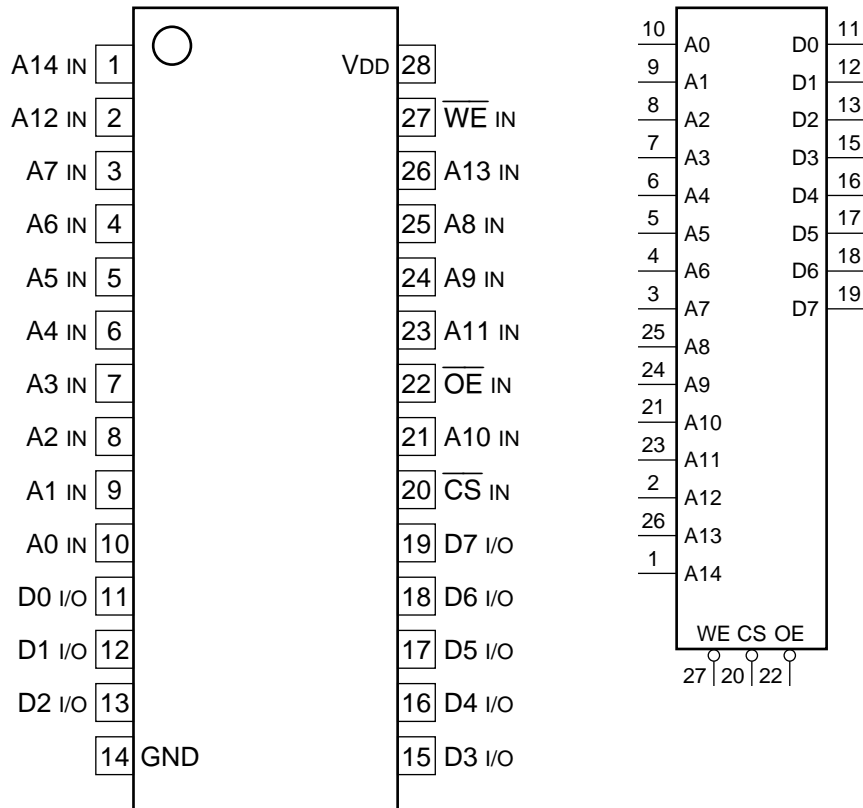 A14 IN 1
A12 IN 2
A7 IN 3
A6 IN 4
A5 IN 5
A4 IN 6
A3 IN 7
A2 IN 8
A1 IN 9
A0 IN 10
D0 I/O 11
D1 I/O 12
D2 I/O 13
14 GND
VDD 28
27 W̅E̅ IN
26 A13 IN
25 A8 IN
24 A9 IN
23 A11 IN
22 O̅E̅ IN
21 A10 IN
20 C̅S̅ IN
19 D7 I/O
18 D6 I/O
17 D5 I/O
16 D4 I/O
15 D3 I/O
10 A0
9 A1
8 A2
7 A3
6 A4
5 A5
4 A6
3 A7
25 A8
24 A9
21 A10
23 A11
2 A12
26 A13
1 A14
D0 11
D1 12
D2 13
D3 15
D4 16
D5 17
D6 18
D7 19
WE CS OE
27 20 22